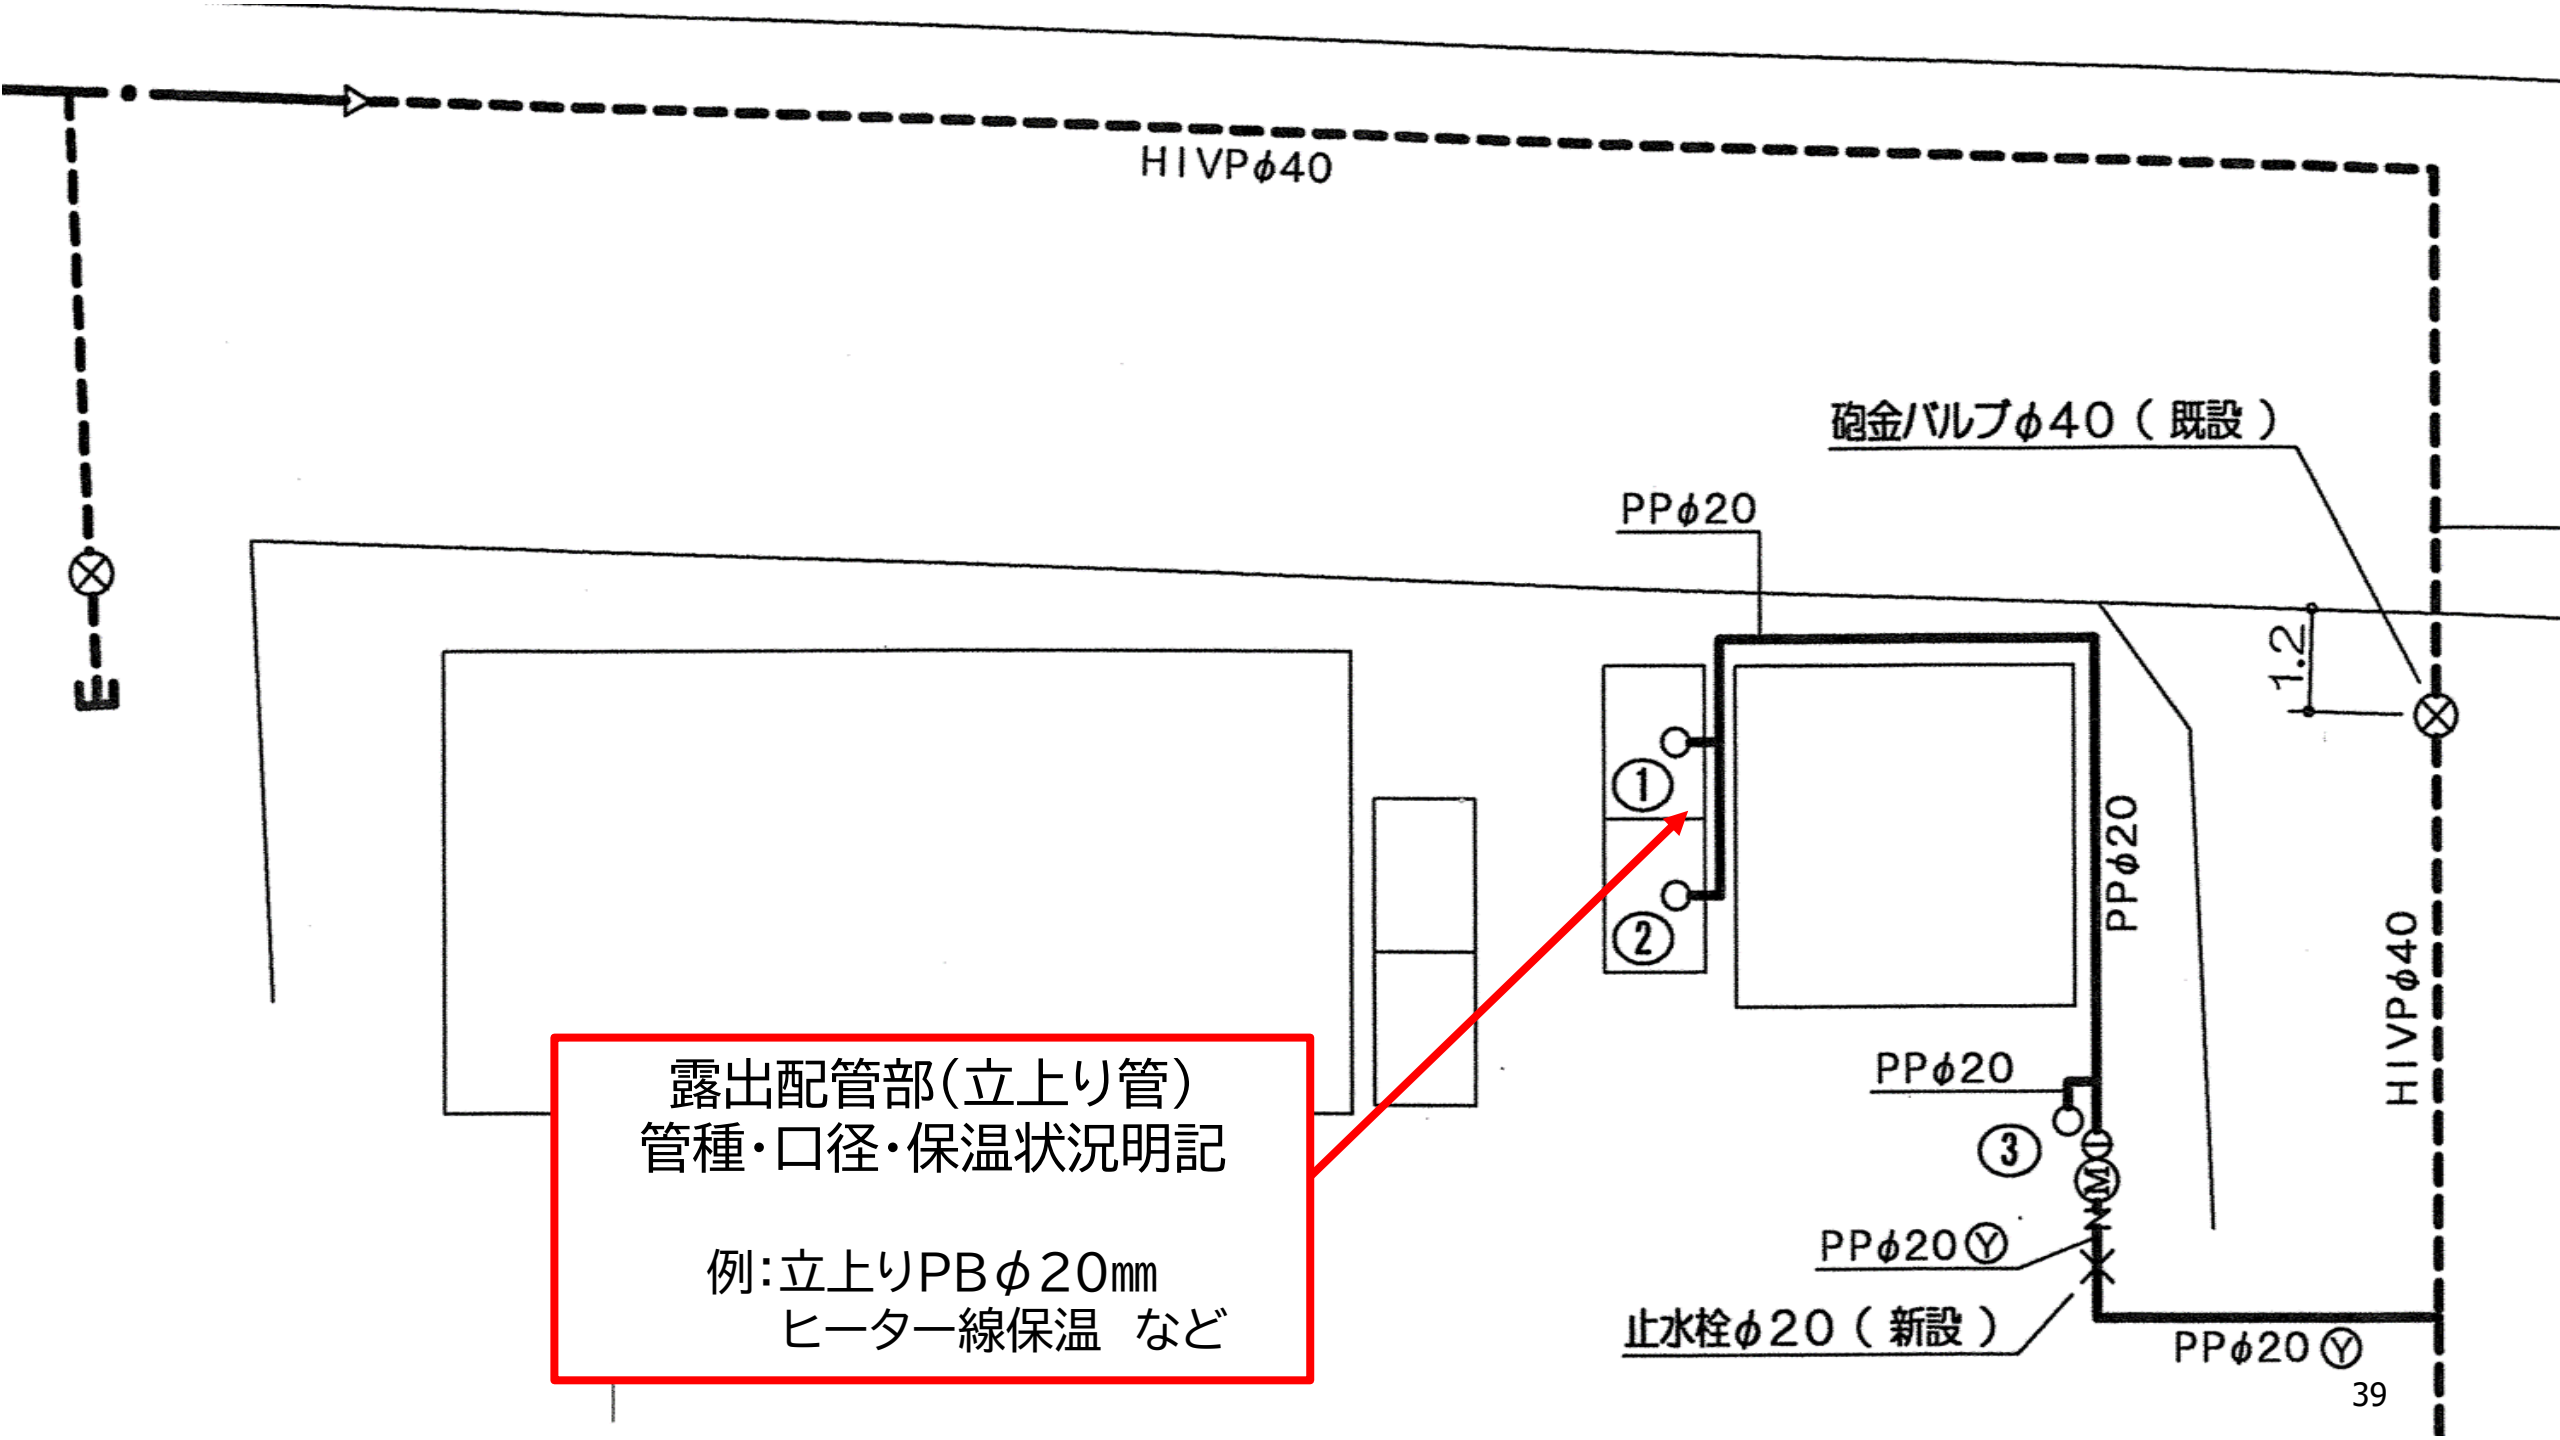 HIVPφ40
砲金バルブφ40（ 既設 ）
PPφ20
1.2
①
PPφ20
②
HIVPφ40
露出配管部（立上り管）
管種・口径・保温状況明記
例：立上りPBφ20㎜
ヒーター線保温　など
PPφ20
③
M
PPφ20Ⓨ
止水栓φ20（ 新設 ）
PPφ20Ⓨ
39